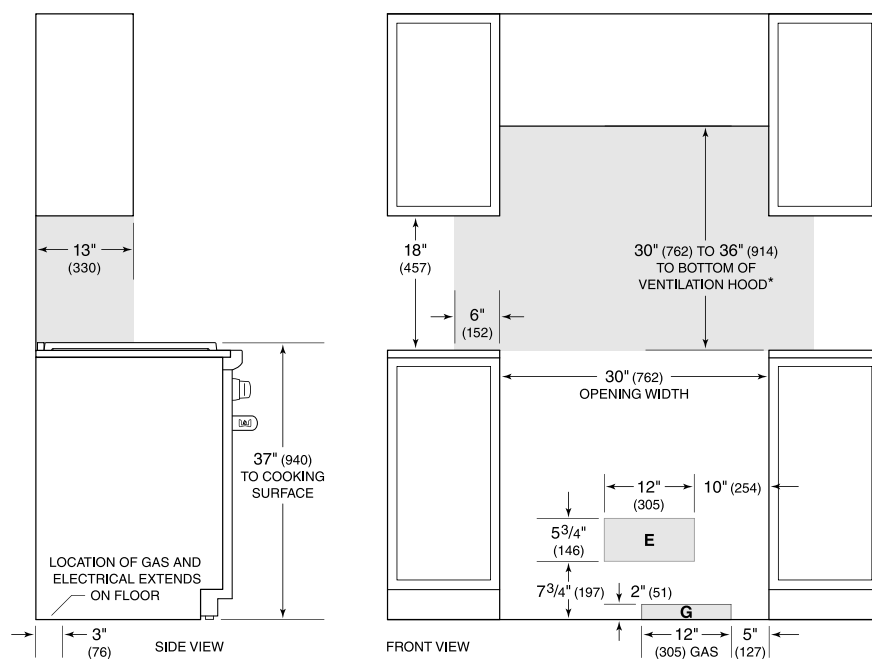 13"
(330)
37" (940)
TO COOKING
SURFACE
LOCATION OF GAS AND
ELECTRICAL EXTENDS
ON FLOOR
3"
(76)
SIDE VIEW
18"
(457)
30" (762) TO 36" (914)
TO BOTTOM OF
VENTILATION HOOD*
6"
(152)
30" (762)
OPENING WIDTH
12"
(305)
10" (254)
5 3/4"
(146)
E
7 3/4" (197)
2" (51)
G
12"
(305) GAS
5"
(127)
FRONT VIEW